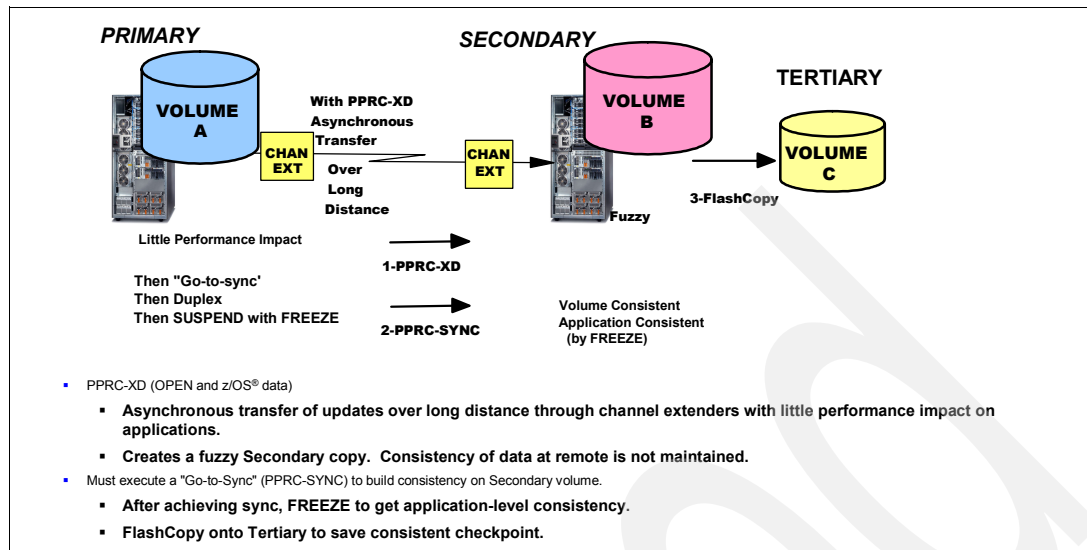 PRIMARY
SECONDARY
TERTIARY
VOLUME
A
With PPRC-XD
Asynchronous
Transfer
Over
Long
Distance
CHAN
EXT
CHAN
EXT
VOLUME
B
Fuzzy
3-FlashCopy
VOLUME
C
Little Performance Impact
1-PPRC-XD
Then "Go-to-sync'
Then Duplex
Then SUSPEND with FREEZE
2-PPRC-SYNC
Volume Consistent
Application Consistent
(by FREEZE)
▪ PPRC-XD (OPEN and z/OS® data)
▪ Asynchronous transfer of updates over long distance through channel extenders with little performance impact on
applications.
▪ Creates a fuzzy Secondary copy. Consistency of data at remote is not maintained.
▪ Must execute a "Go-to-Sync" (PPRC-SYNC) to build consistency on Secondary volume.
▪ After achieving sync, FREEZE to get application-level consistency.
▪ FlashCopy onto Tertiary to save consistent checkpoint.